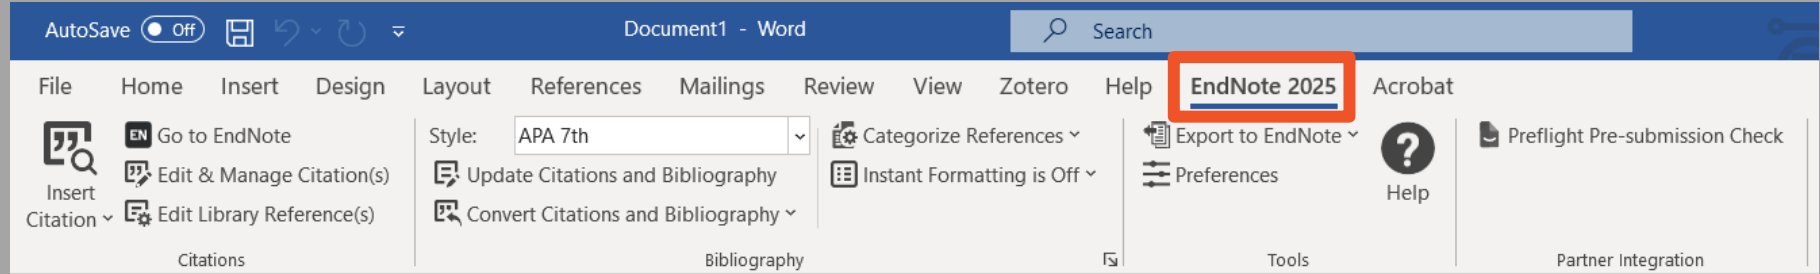 AutoSave Off Document1 - Word Search
File Home Insert Design Layout References Mailings Review View Zotero Help EndNote 2025 Acrobat
Insert Citation
EN Go to EndNote
Edit & Manage Citation(s)
Edit Library Reference(s)
Citations
Style: APA 7th
Update Citations and Bibliography
Convert Citations and Bibliography
Categorize References
Instant Formatting is Off
Bibliography
Export to EndNote
Preferences
Help
Tools
Preflight Pre-submission Check
Partner Integration